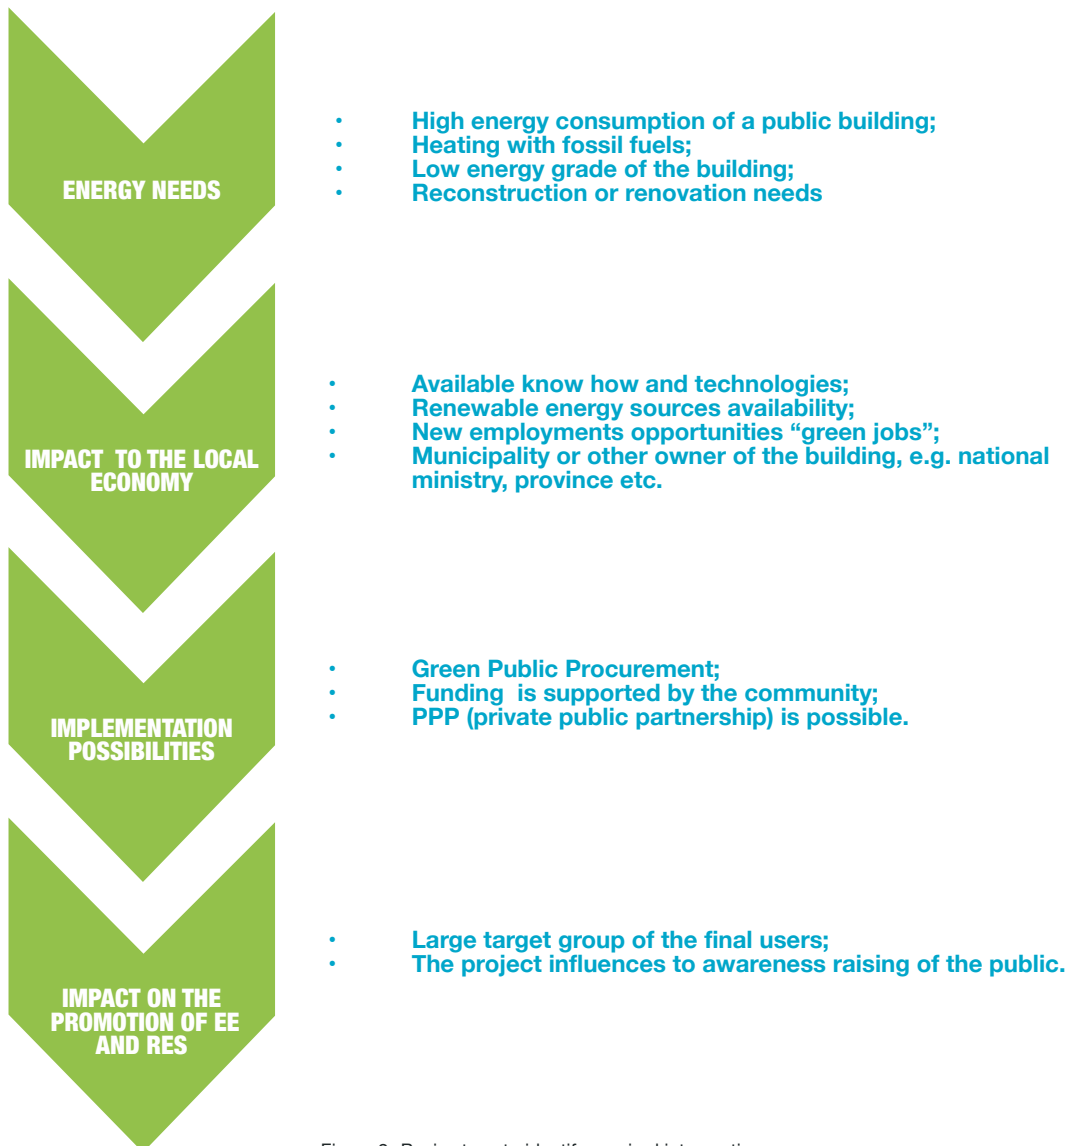 ENERGY NEEDS
• High energy consumption of a public building;
• Heating with fossil fuels;
• Low energy grade of the building;
• Reconstruction or renovation needs
IMPACT TO THE LOCAL
ECONOMY
• Available know how and technologies;
• Renewable energy sources availability;
• New employments opportunities “green jobs”;
• Municipality or other owner of the building, e.g. national
ministry, province etc.
IMPLEMENTATION
POSSIBILITIES
• Green Public Procurement;
• Funding is supported by the community;
• PPP (private public partnership) is possible.
IMPACT ON THE
PROMOTION OF EE
AND RES
• Large target group of the final users;
• The project influences to awareness raising of the public.